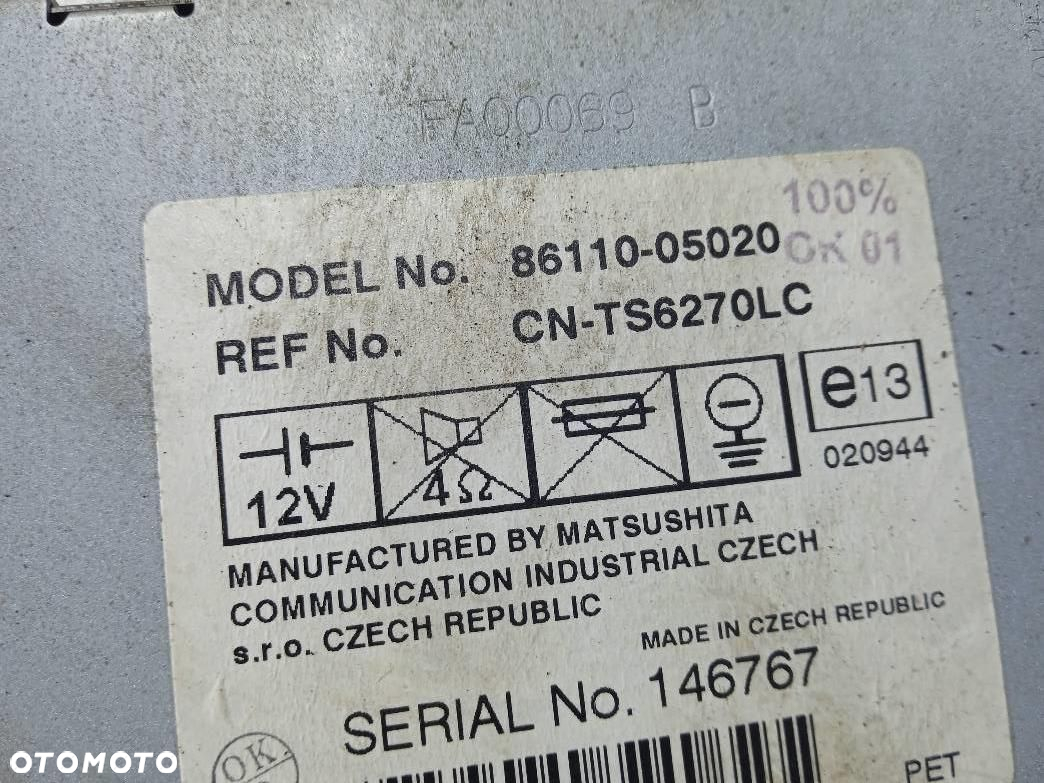 FA00069 B
100%
OK 01
MODEL No. 86110-05020
REF No. CN-TS6270LC
12V
4Ω
e13
020944
MANUFACTURED BY MATSUSHITA
COMMUNICATION INDUSTRIAL CZECH
s.r.o. CZECH REPUBLIC
MADE IN CZECH REPUBLIC
SERIAL No. 146767
OK
PET
OTOMOTO